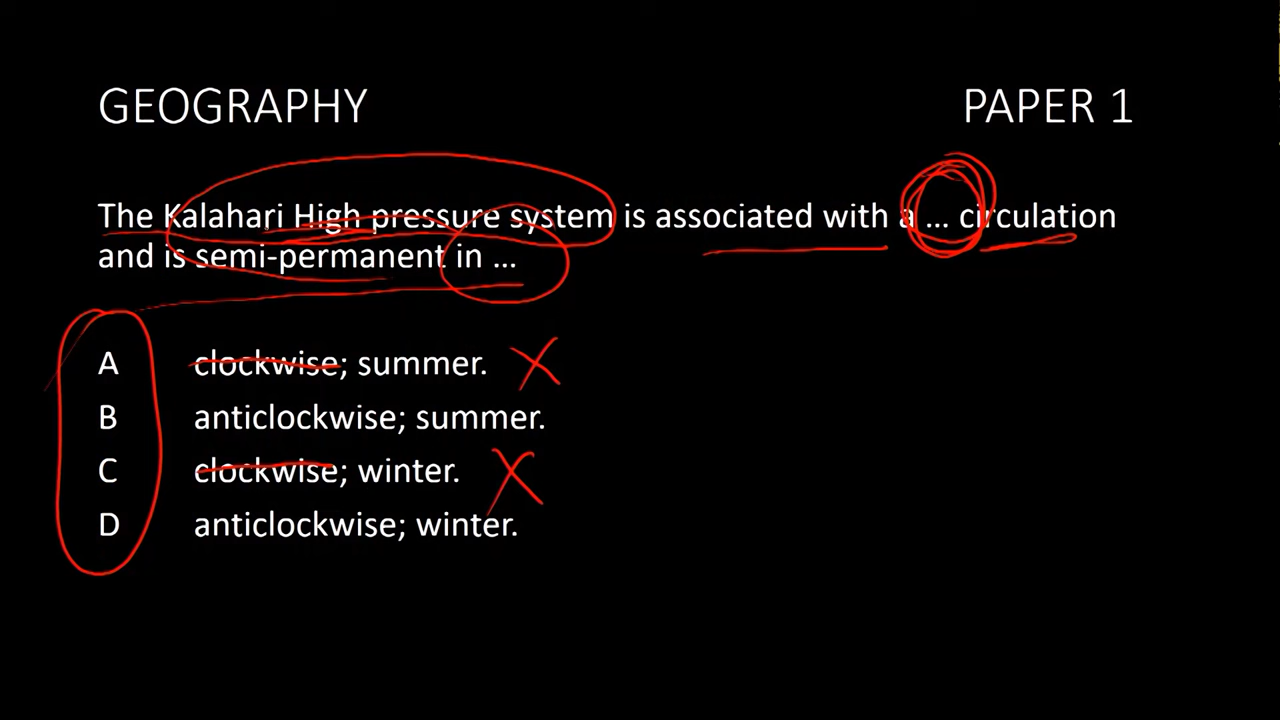 GEOGRAPHY PAPER 1
The Kalahari High pressure system is associated with a ... circulation
and is semi-permanent in ...
A clockwise; summer.
B anticlockwise; summer.
C clockwise; winter.
D anticlockwise; winter.